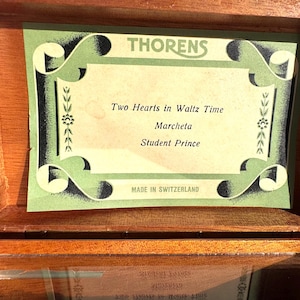 THORENS
Two Hearts in Waltz Time
Marcheta
Student Prince
MADE IN SWITZERLAND